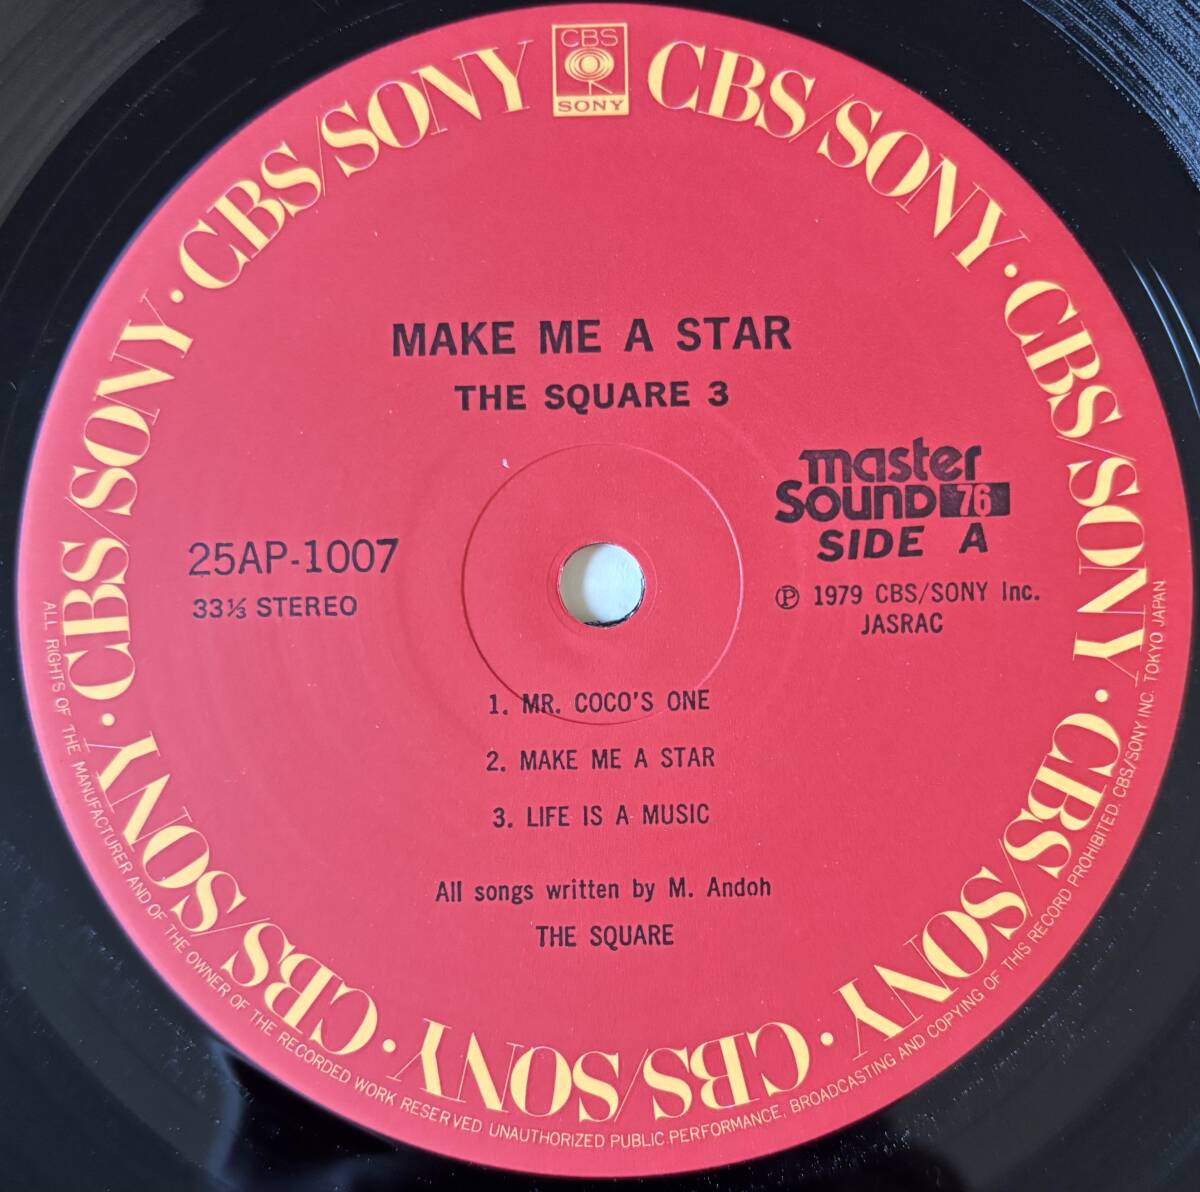 CBS
SONY
CBS/SONY · CBS/SONY · CBS/SONY · CBS/SONY · CBS/SONY · CBS/SONY · CBS/SONY · CBS/SONY
MAKE ME A STAR
THE SQUARE 3
master
Sound 76
SIDE A
25AP-1007
33⅓ STEREO
Ⓟ 1979 CBS/SONY Inc.
JASRAC
1. MR. COCO'S ONE
2. MAKE ME A STAR
3. LIFE IS A MUSIC
All songs written by M. Andoh
THE SQUARE
ALL RIGHTS OF THE MANUFACTURER AND OF THE OWNER OF THE RECORDED WORK RESERVED. UNAUTHORIZED PUBLIC PERFORMANCE, BROADCASTING AND COPYING OF THIS RECORD PROHIBITED. CBS/SONY INC. TOKYO JAPAN